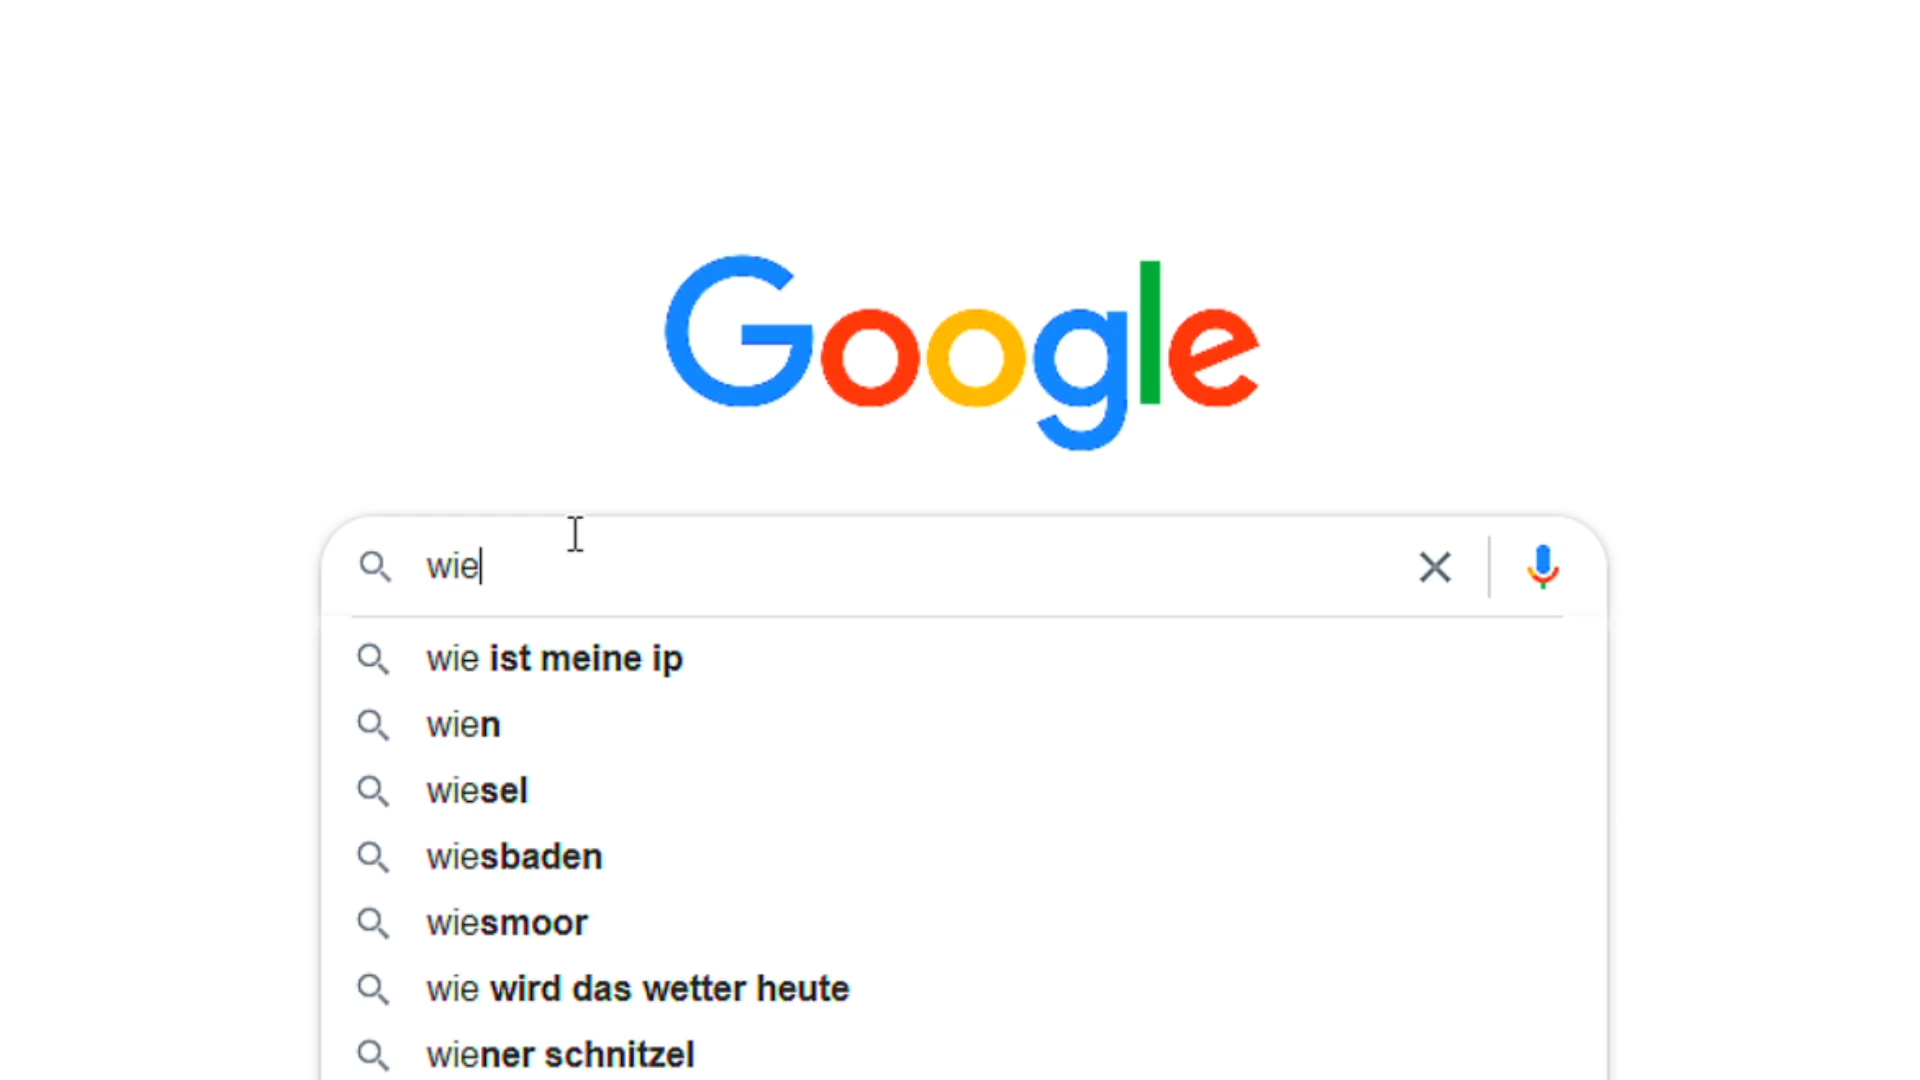 Google
wie
wie ist meine ip
wien
wiesel
wiesbaden
wiesmoor
wie wird das wetter heute
wiener schnitzel